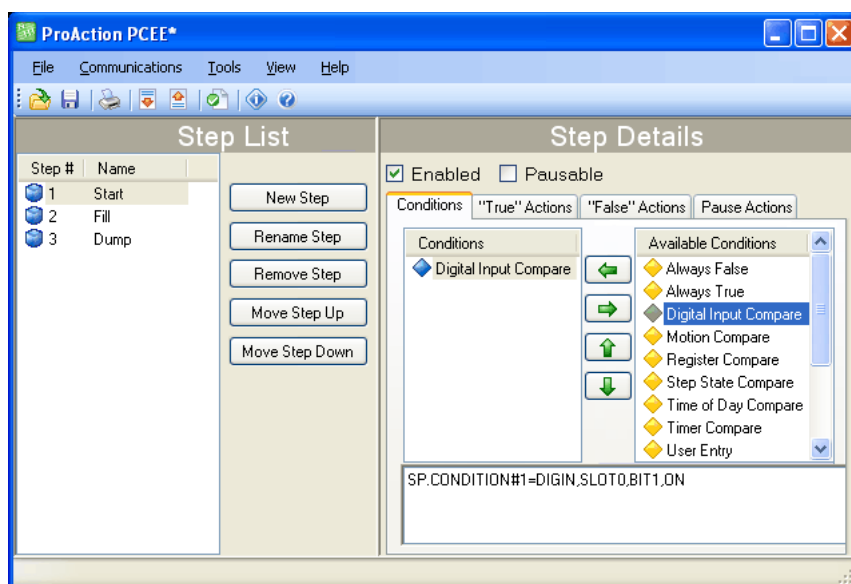 ProAction PCEE*
File Communications Tools View Help
Step List
Step # Name
1 Start
2 Fill
3 Dump
New Step
Rename Step
Remove Step
Move Step Up
Move Step Down
Step Details
Enabled Pausable
Conditions "True" Actions "False" Actions Pause Actions
Conditions
Digital Input Compare
Available Conditions
Always False
Always True
Digital Input Compare
Motion Compare
Register Compare
Step State Compare
Time of Day Compare
Timer Compare
User Entry
SP.CONDITION#1=DIGIN,SLOT0,BIT1,ON